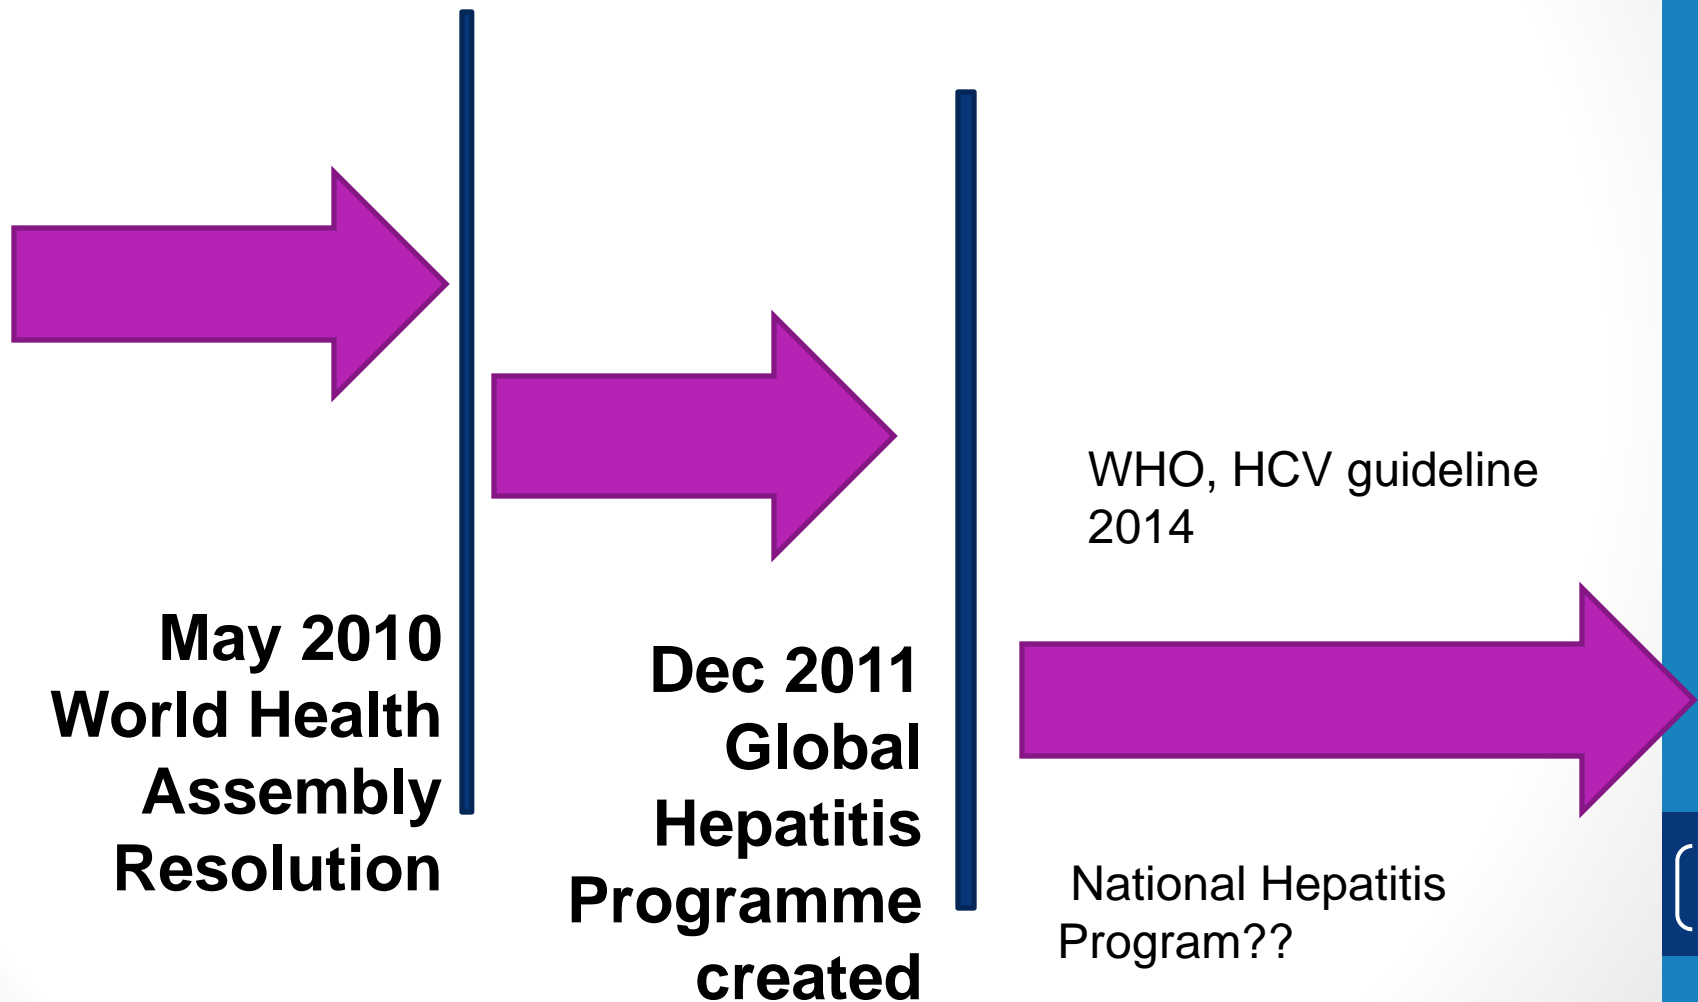 May 2010
World Health
Assembly
Resolution
Dec 2011
Global
Hepatitis
Programme
created
WHO, HCV guideline
2014
National Hepatitis
Program??